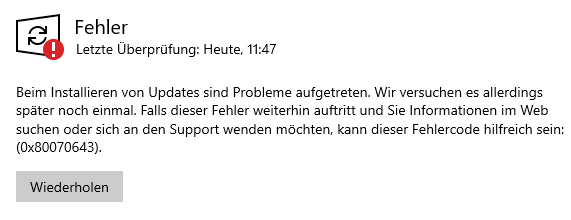 Fehler
Letzte Überprüfung: Heute, 11:47
Beim Installieren von Updates sind Probleme aufgetreten. Wir versuchen es allerdings
später noch einmal. Falls dieser Fehler weiterhin auftritt und Sie Informationen im Web
suchen oder sich an den Support wenden möchten, kann dieser Fehlercode hilfreich sein:
(0x80070643).
Wiederholen